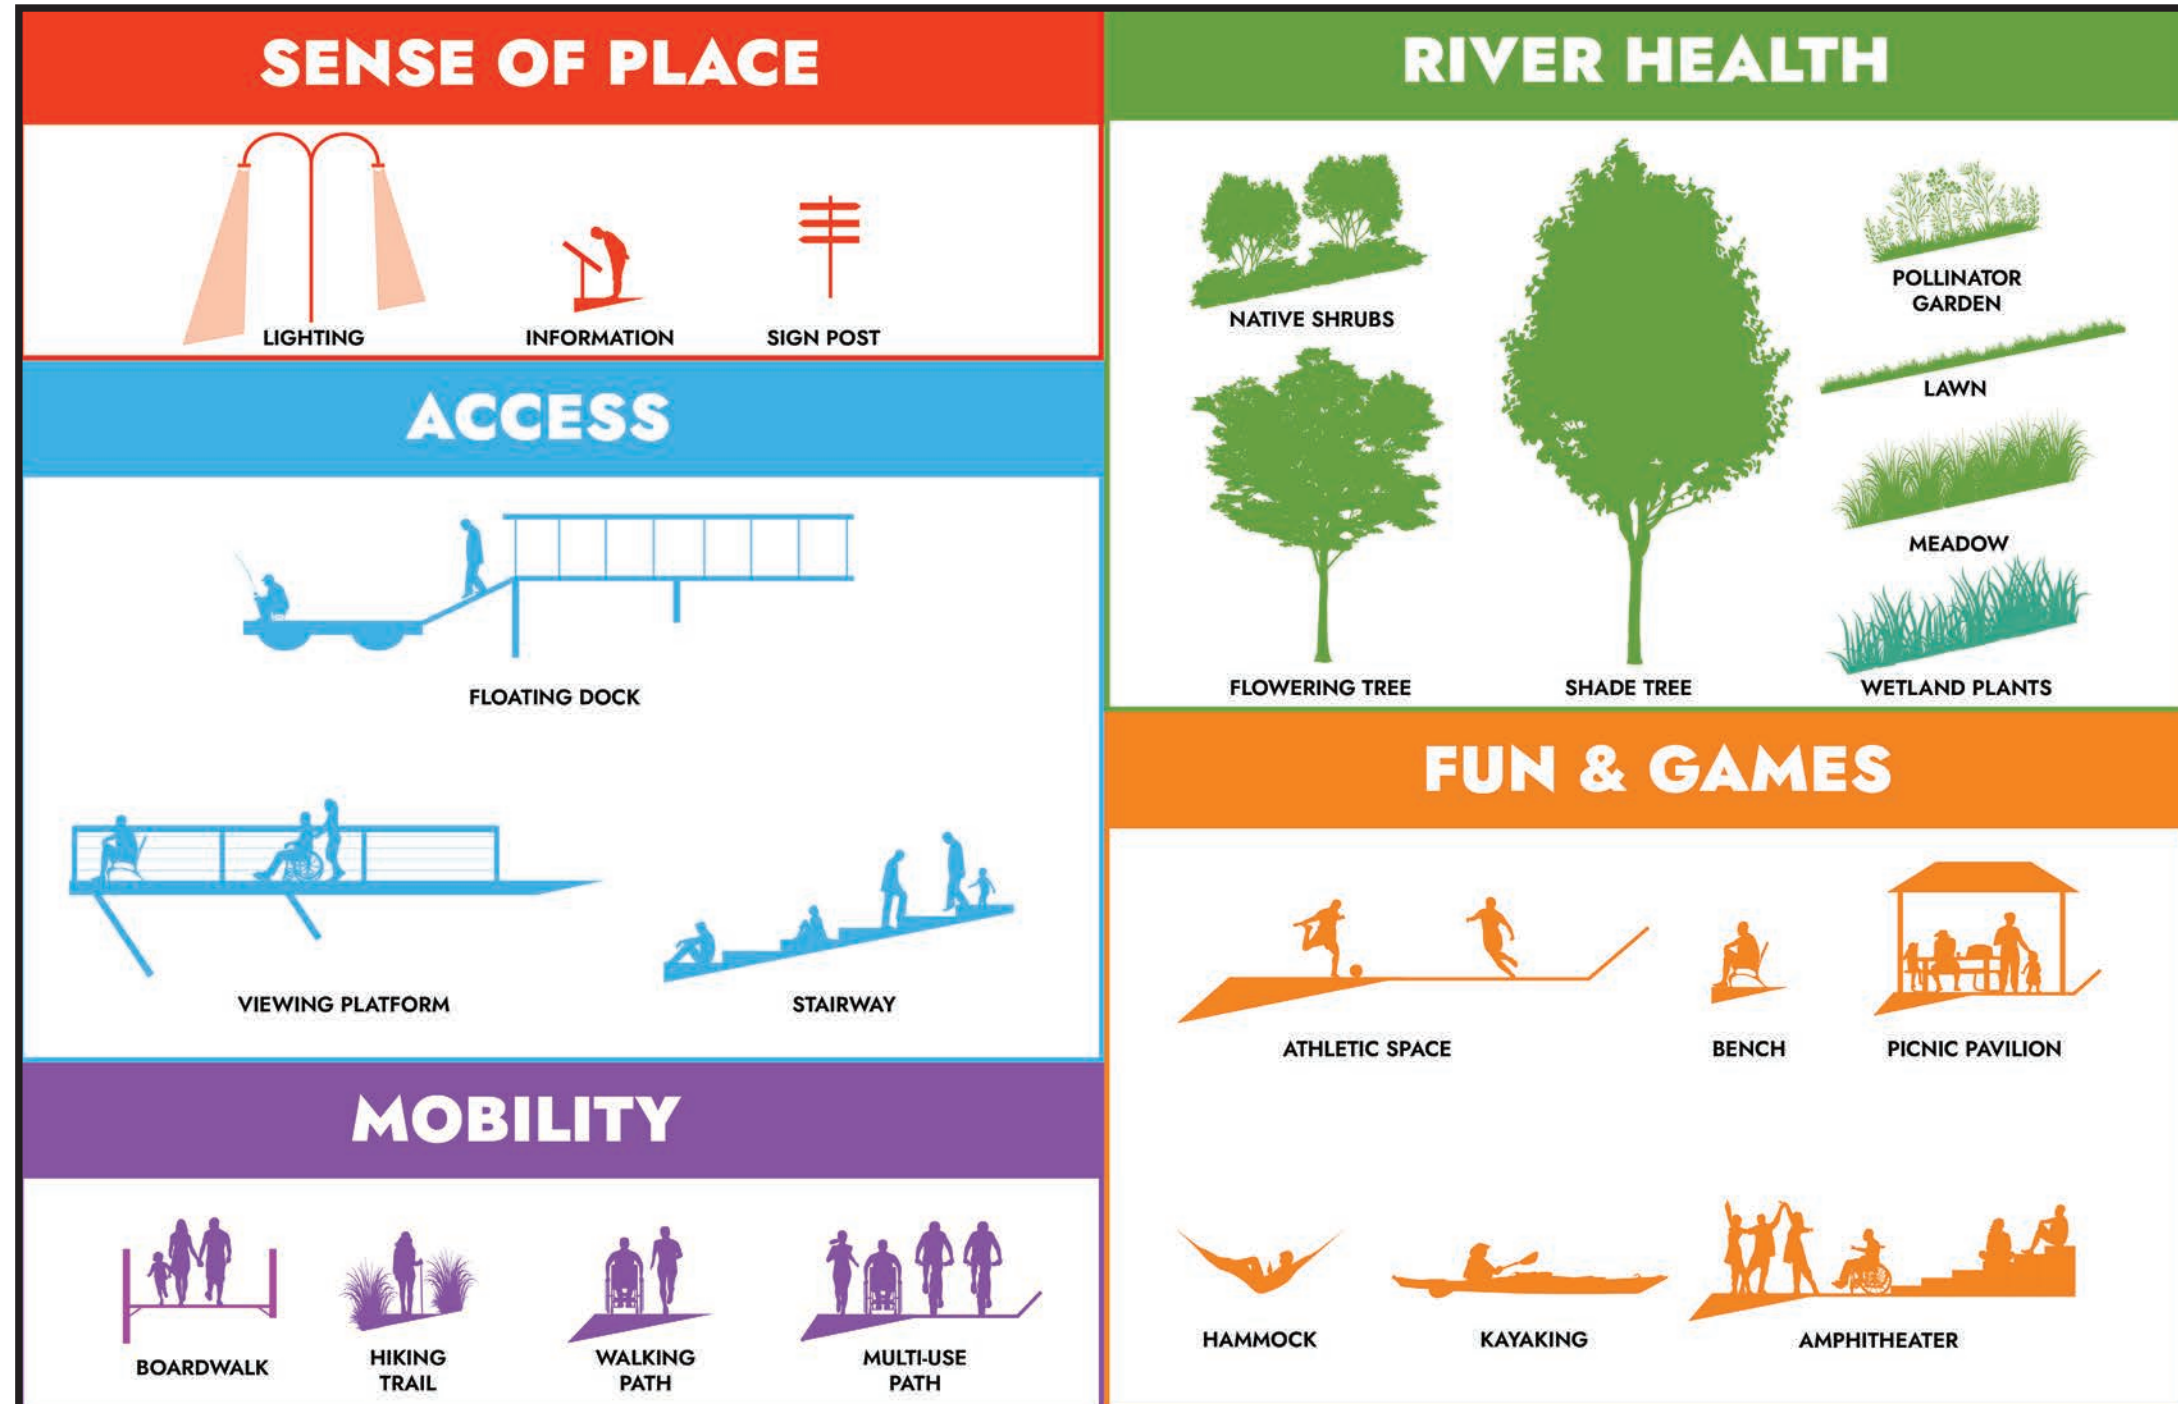 SENSE OF PLACE
LIGHTING
INFORMATION
SIGN POST
ACCESS
FLOATING DOCK
VIEWING PLATFORM
STAIRWAY
MOBILITY
BOARDWALK
HIKING
TRAIL
WALKING
PATH
MULTI-USE
PATH
RIVER HEALTH
NATIVE SHRUBS
POLLINATOR
GARDEN
LAWN
MEADOW
FLOWERING TREE
SHADE TREE
WETLAND PLANTS
FUN & GAMES
ATHLETIC SPACE
BENCH
PICNIC PAVILION
HAMMOCK
KAYAKING
AMPHITHEATER